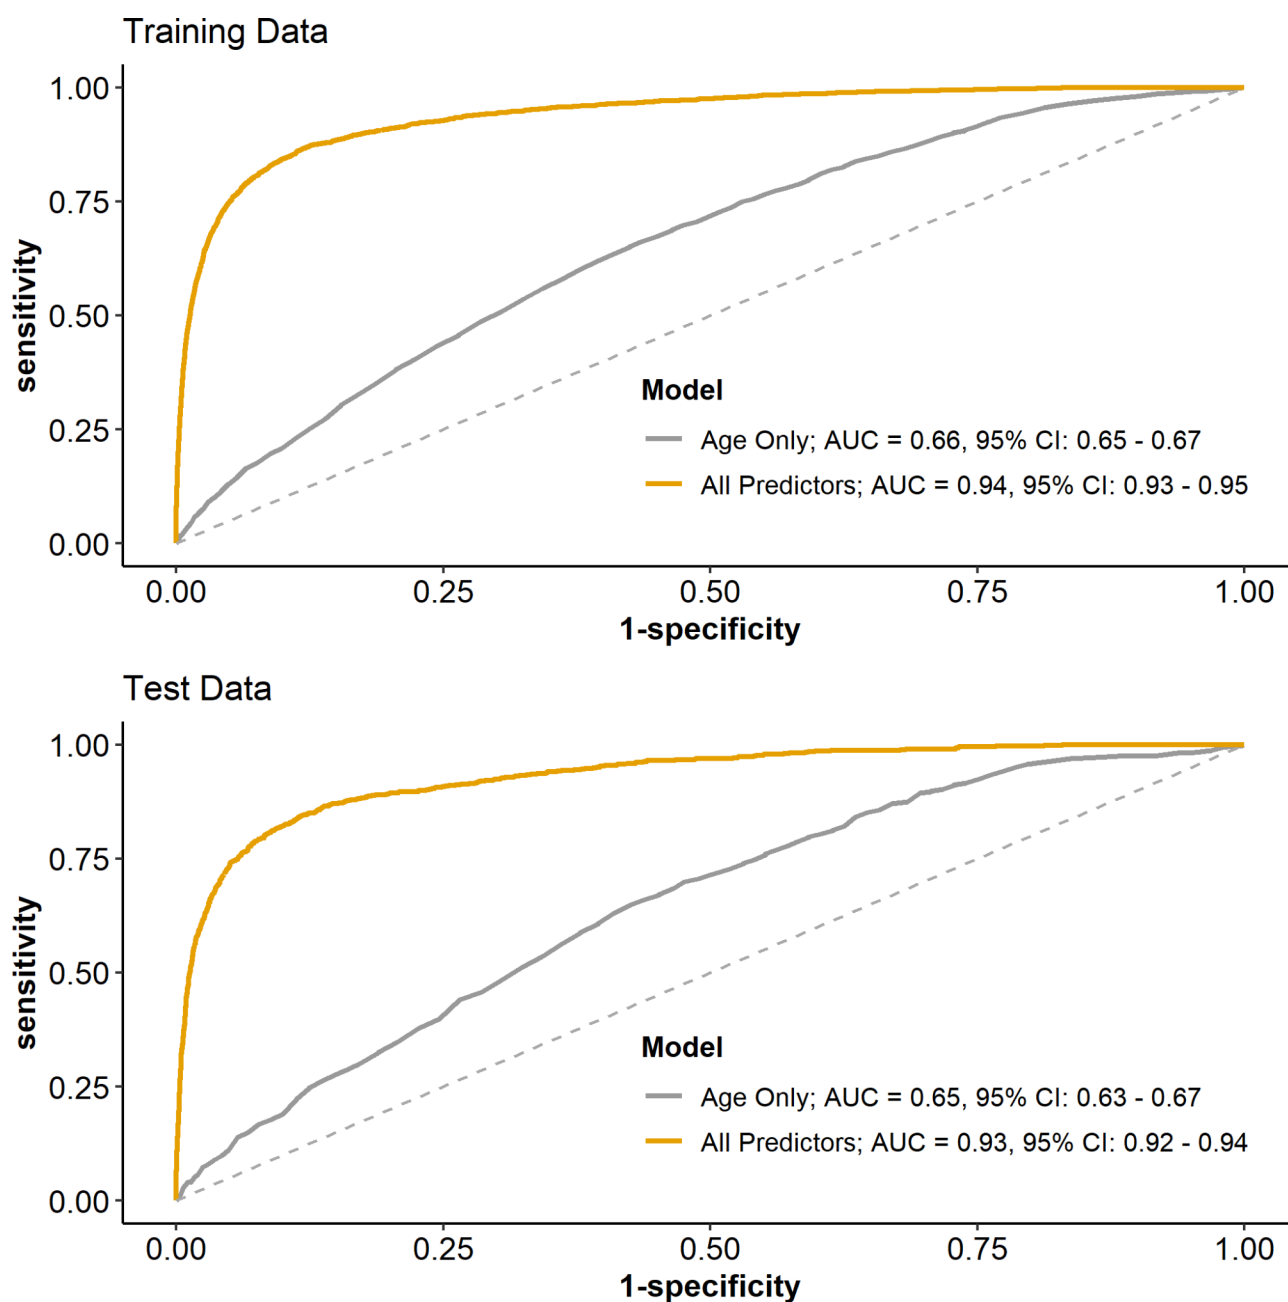 Training Data
1.00
0.75
0.50
0.25
0.00
sensitivity
Model
Age Only; AUC = 0.66, 95% CI: 0.65 - 0.67
All Predictors; AUC = 0.94, 95% CI: 0.93 - 0.95
0.00 0.25 0.50 0.75 1.00
1-specificity
Test Data
1.00
0.75
0.50
0.25
0.00
sensitivity
Model
Age Only; AUC = 0.65, 95% CI: 0.63 - 0.67
All Predictors; AUC = 0.93, 95% CI: 0.92 - 0.94
0.00 0.25 0.50 0.75 1.00
1-specificity